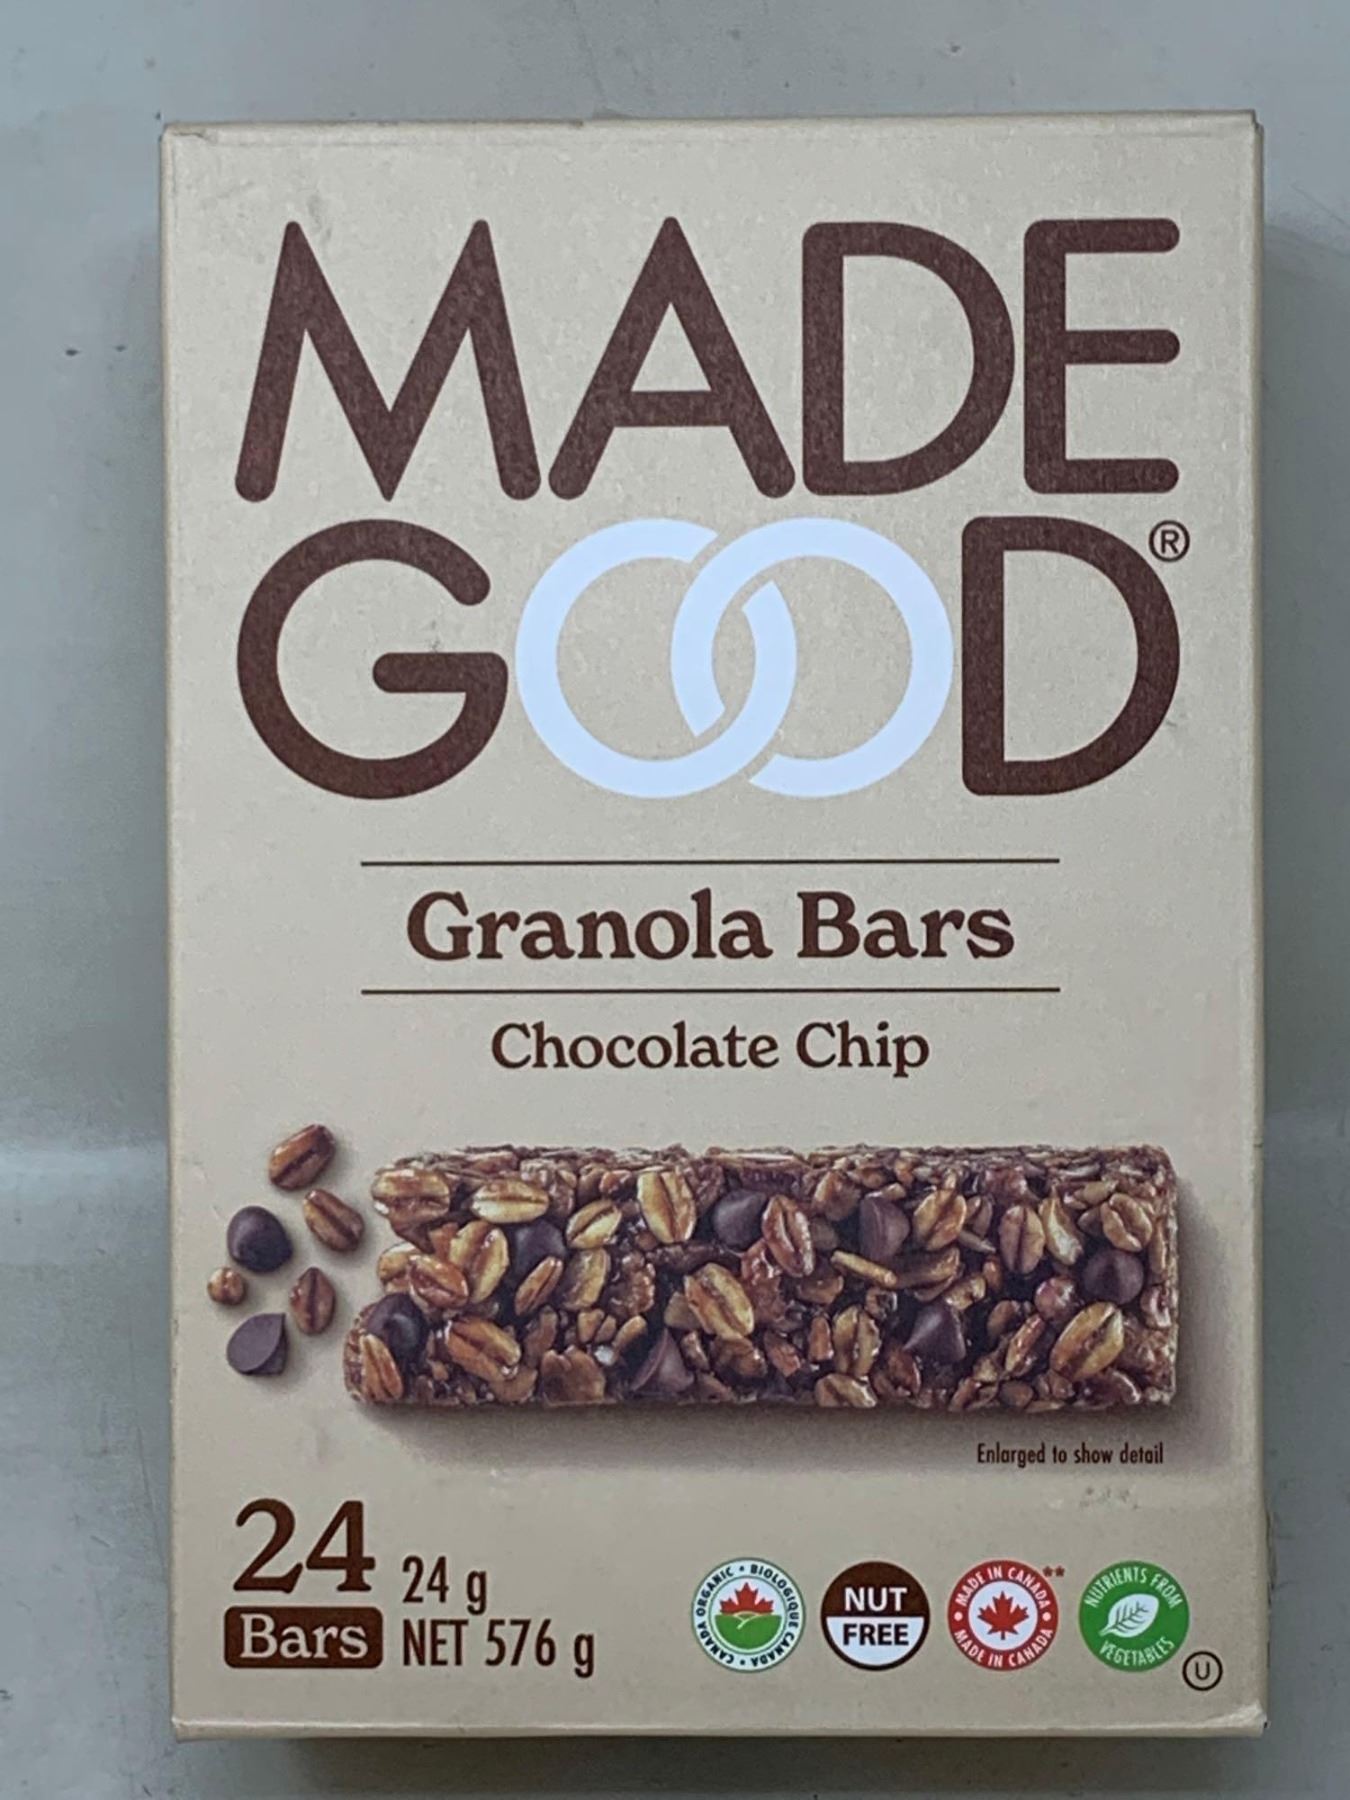 MADE
GOOD®
Granola Bars
Chocolate Chip
Enlarged to show detail
24
Bars
24 g
NET 576 g
CANADA ORGANIC • BIOLOGIQUE CANADA •
NUT
FREE
MADE IN CANADA**
MADE IN CANADA
NUTRIENTS FROM
VEGETABLES
U